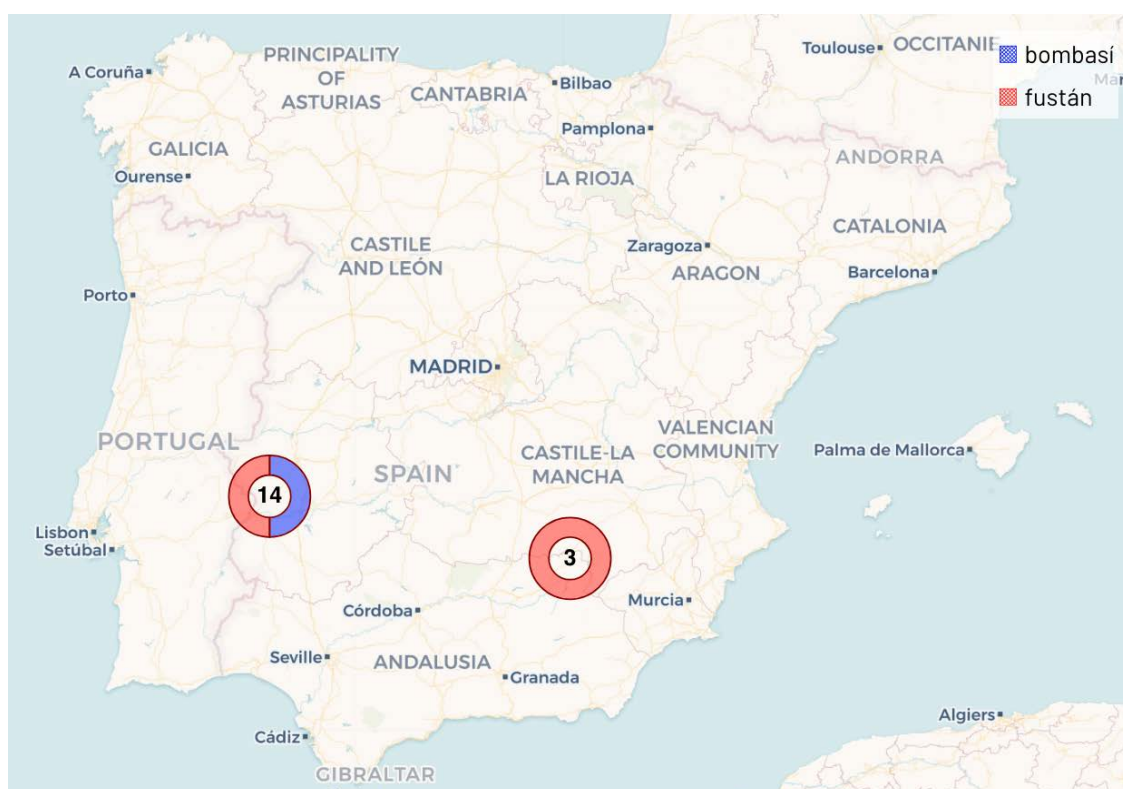 bombasí
fustán
PRINCIPALITY
OF
ASTURIAS
A Coruña
CANTABRIA
Bilbao
Toulouse
OCCITANIE
Pamplona
GALICIA
Ourense
LA RIOJA
ANDORRA
CATALONIA
CASTILE
AND LEÓN
Zaragoza
ARAGON
Barcelona
Porto
MADRID
PORTUGAL
SPAIN
CASTILE-LA
MANCHA
VALENCIAN
COMMUNITY
Palma de Mallorca
14
Lisbon
Setúbal
3
Córdoba
Murcia
Seville
ANDALUSIA
Granada
Cádiz
Algiers
GIBRALTAR